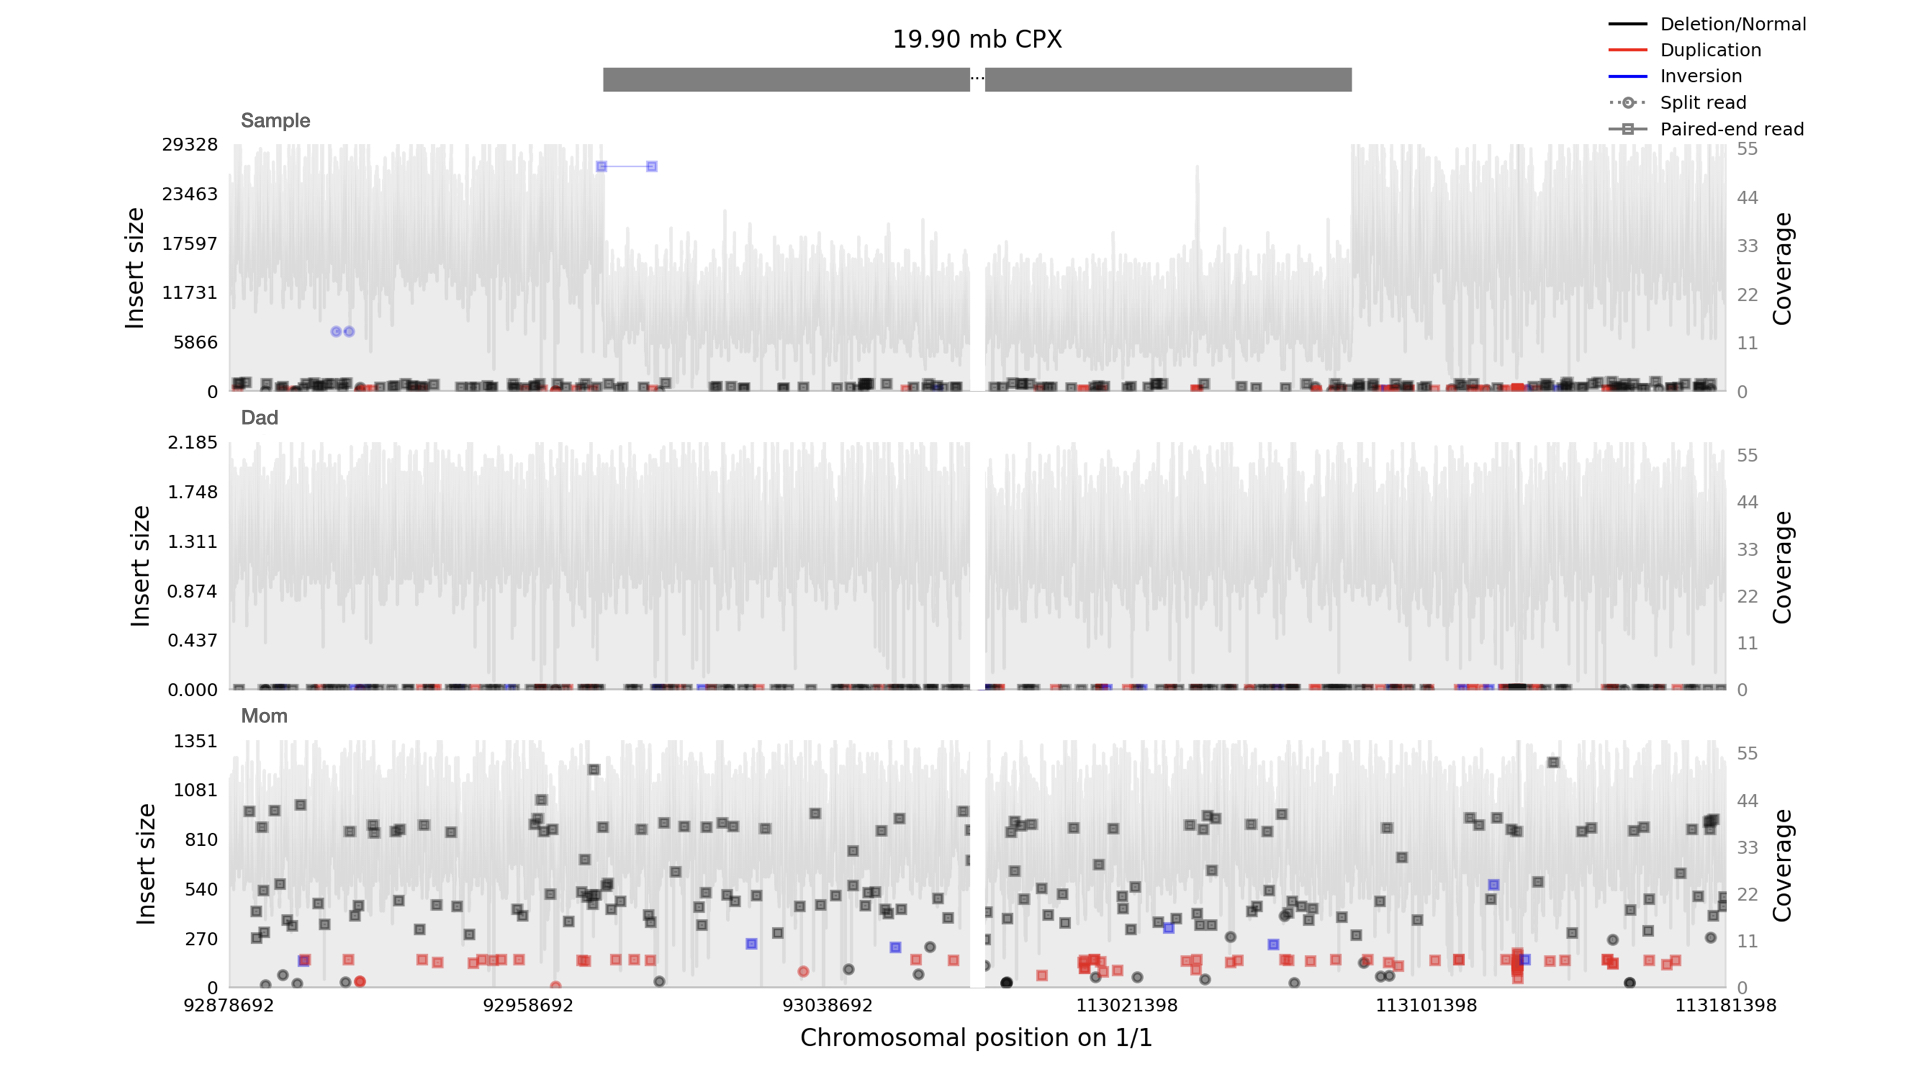 19.90 mb CPX
...
Deletion/Normal
Duplication
Inversion
Split read
Paired-end read
Sample
29328
23463
17597
11731
5866
0
Insert size
55
44
33
22
11
0
Coverage
Dad
2.185
1.748
1.311
0.874
0.437
0.000
Insert size
55
44
33
22
11
0
Coverage
Mom
1351
1081
810
540
270
0
Insert size
55
44
33
22
11
0
Coverage
92878692 92958692 93038692 113021398 113101398 113181398
Chromosomal position on 1/1